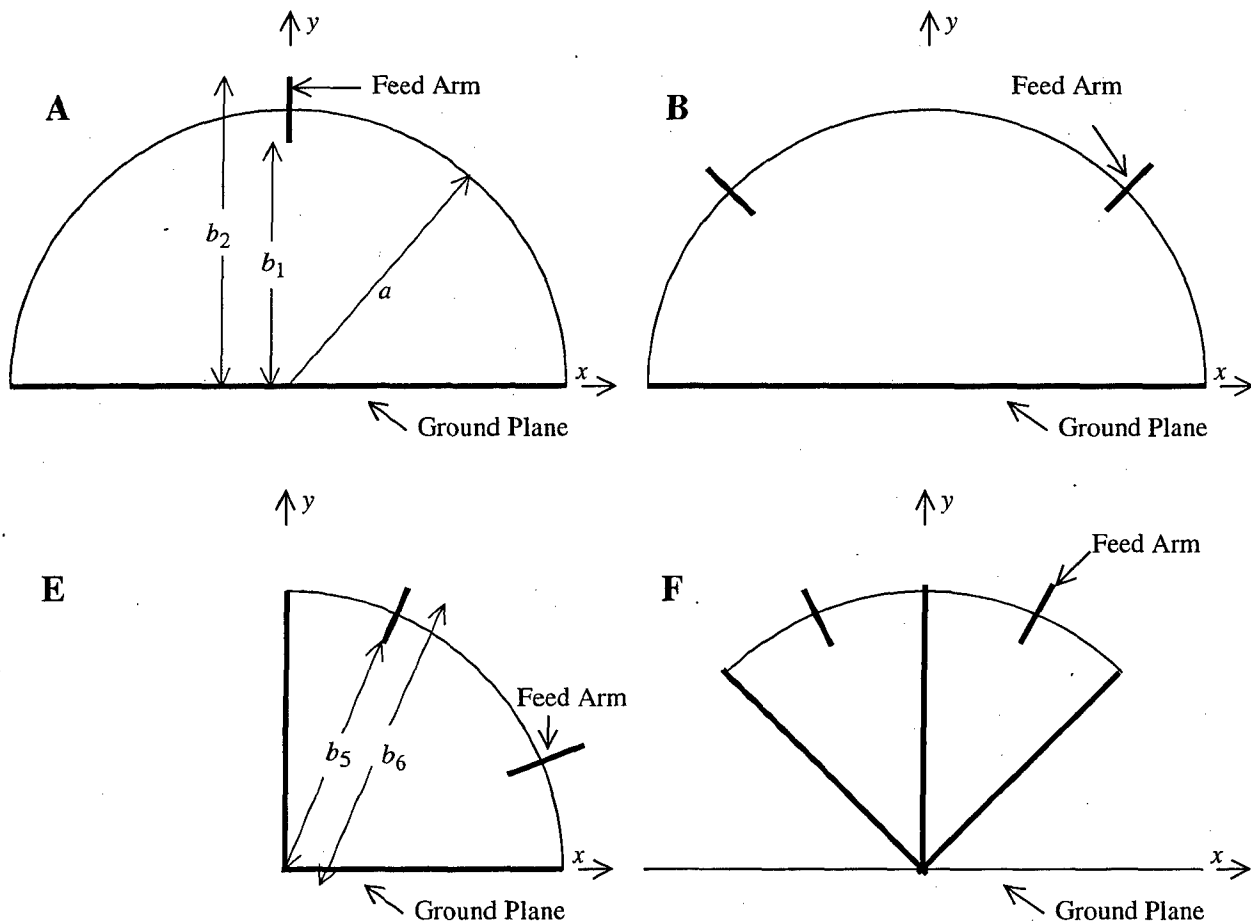 y
A
Feed Arm
b2
b1
a
x
Ground Plane
y
B
Feed Arm
x
Ground Plane
y
E
Feed Arm
b5
b6
x
Ground Plane
y
F
Feed Arm
x
Ground Plane